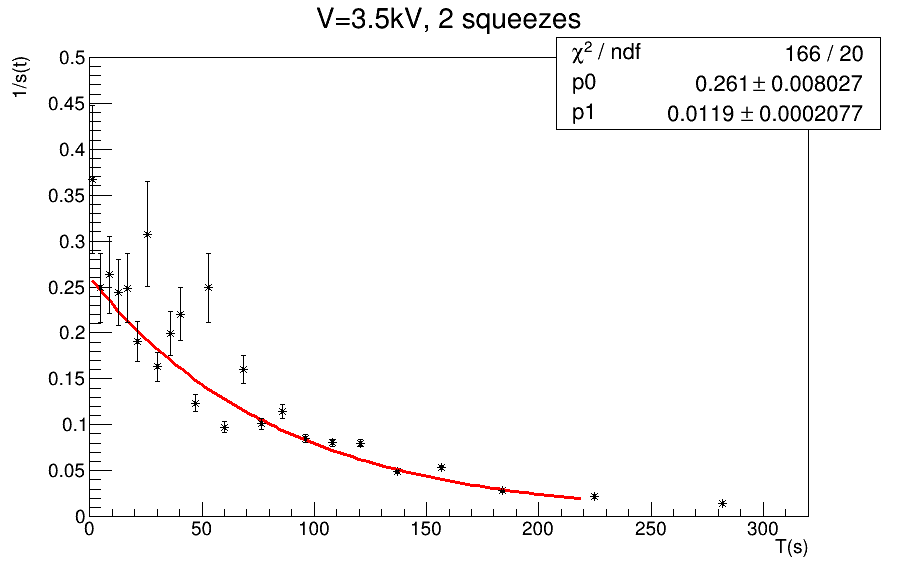 V=3.5kV, 2 squeezes
χ² / ndf 166 / 20
p0 0.261 ± 0.008027
p1 0.0119 ± 0.0002077
1/s(t)
0.5
0.45
0.4
0.35
0.3
0.25
0.2
0.15
0.1
0.05
0
0 50 100 150 200 250 300
T(s)